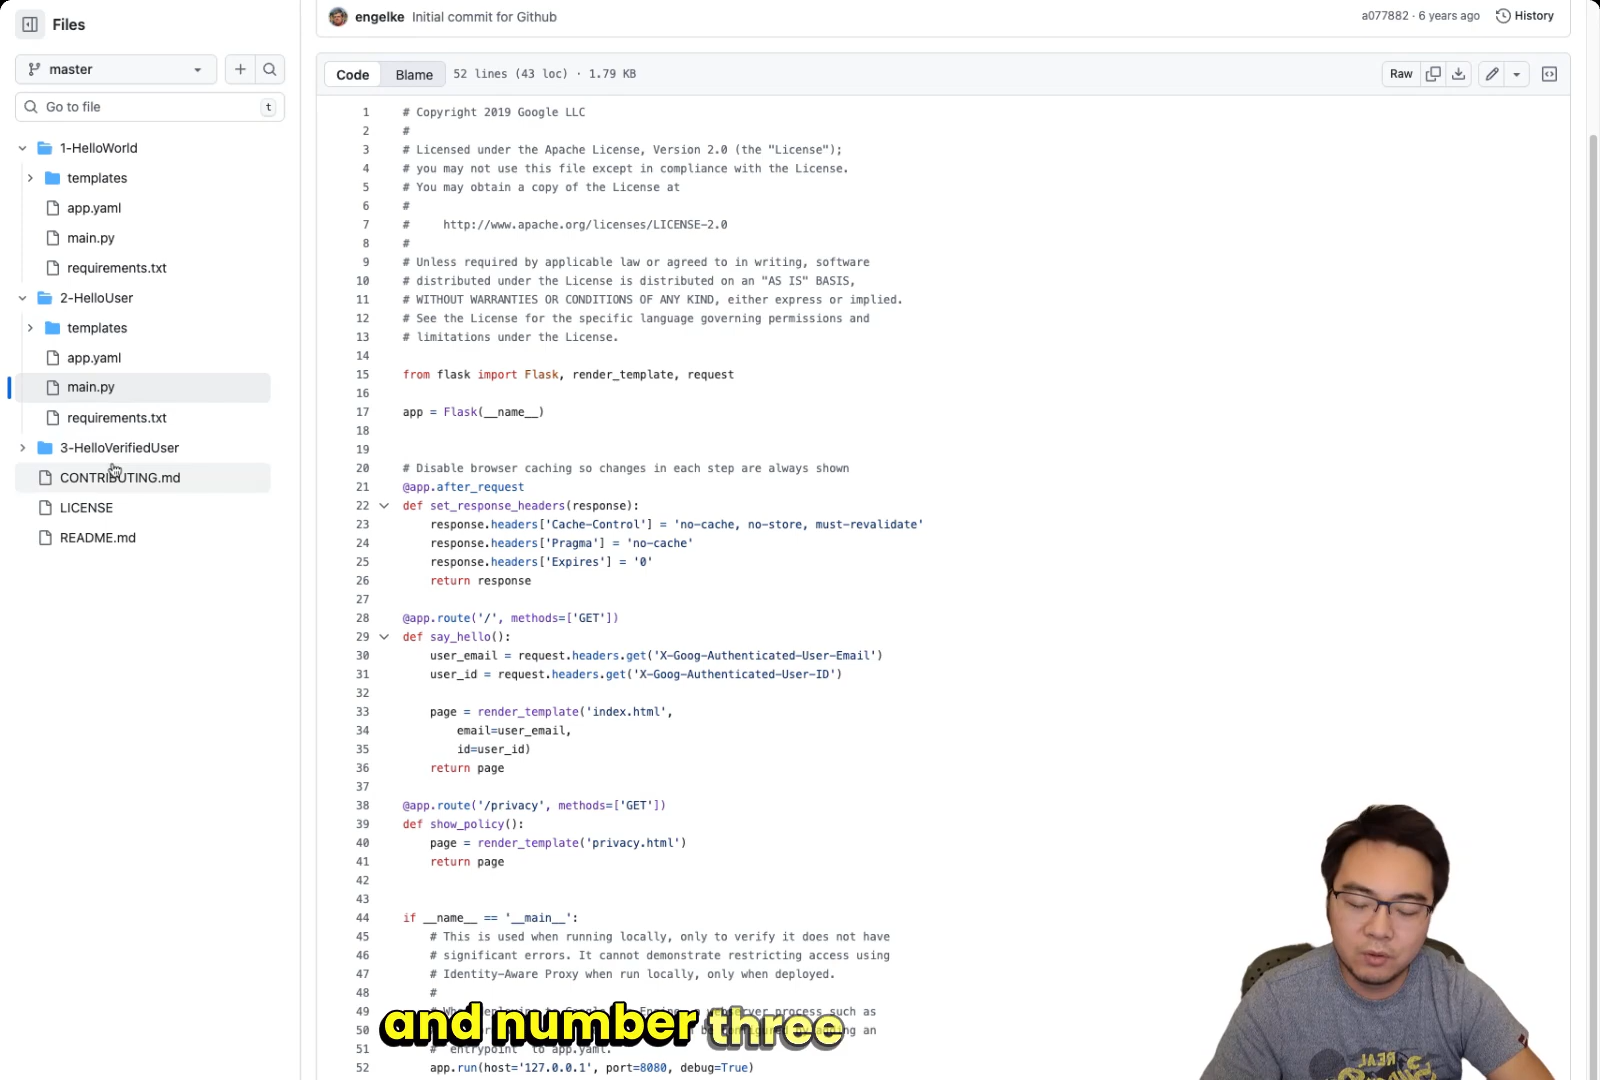 Files
master
Go to file
t
1-HelloWorld
templates
app.yaml
main.py
requirements.txt
2-HelloUser
templates
app.yaml
main.py
requirements.txt
3-HelloVerifiedUser
CONTRIBUTING.md
LICENSE
README.md
engelke Initial commit for Github
a077882 · 6 years ago
History
Code
Blame
52 lines (43 loc) · 1.79 KB
Raw
1 # Copyright 2019 Google LLC
2 #
3 # Licensed under the Apache License, Version 2.0 (the "License");
4 # you may not use this file except in compliance with the License.
5 # You may obtain a copy of the License at
6 #
7 #     http://www.apache.org/licenses/LICENSE-2.0
8 #
9 # Unless required by applicable law or agreed to in writing, software
10 # distributed under the License is distributed on an "AS IS" BASIS,
11 # WITHOUT WARRANTIES OR CONDITIONS OF ANY KIND, either express or implied.
12 # See the License for the specific language governing permissions and
13 # limitations under the License.
14
15 from flask import Flask, render_template, request
16
17 app = Flask(__name__)
18
19
20 # Disable browser caching so changes in each step are always shown
21 @app.after_request
22 def set_response_headers(response):
23     response.headers['Cache-Control'] = 'no-cache, no-store, must-revalidate'
24     response.headers['Pragma'] = 'no-cache'
25     response.headers['Expires'] = '0'
26     return response
27
28 @app.route('/', methods=['GET'])
29 def say_hello():
30     user_email = request.headers.get('X-Goog-Authenticated-User-Email')
31     user_id = request.headers.get('X-Goog-Authenticated-User-ID')
32
33     page = render_template('index.html',
34         email=user_email,
35         id=user_id)
36     return page
37
38 @app.route('/privacy', methods=['GET'])
39 def show_policy():
40     page = render_template('privacy.html')
41     return page
42
43
44 if __name__ == '__main__':
45     # This is used when running locally, only to verify it does not have
46     # significant errors. It cannot demonstrate restricting access using
47     # Identity-Aware Proxy when run locally, only when deployed.
48     #
49     # process such as
50 an
51     # entrypoint to app.yaml.
52     app.run(host='127.0.0.1', port=8080, debug=True)
and number three
REAL